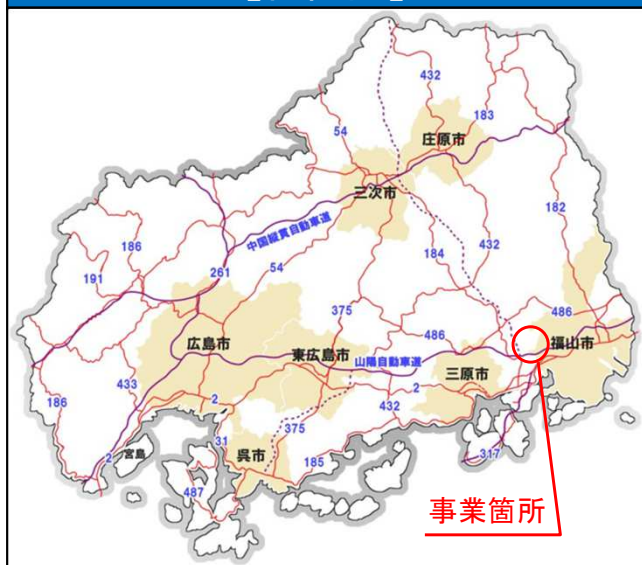 432
183
54
庄原市
三次市
182
中国縦貫自動車道
186
191
261
54
184
432
375
486
486
広島市
東広島市
山陽自動車道
福山市
三原市
433
2
2
432
186
375
31
呉市
185
宮島
2
317
487
事業箇所